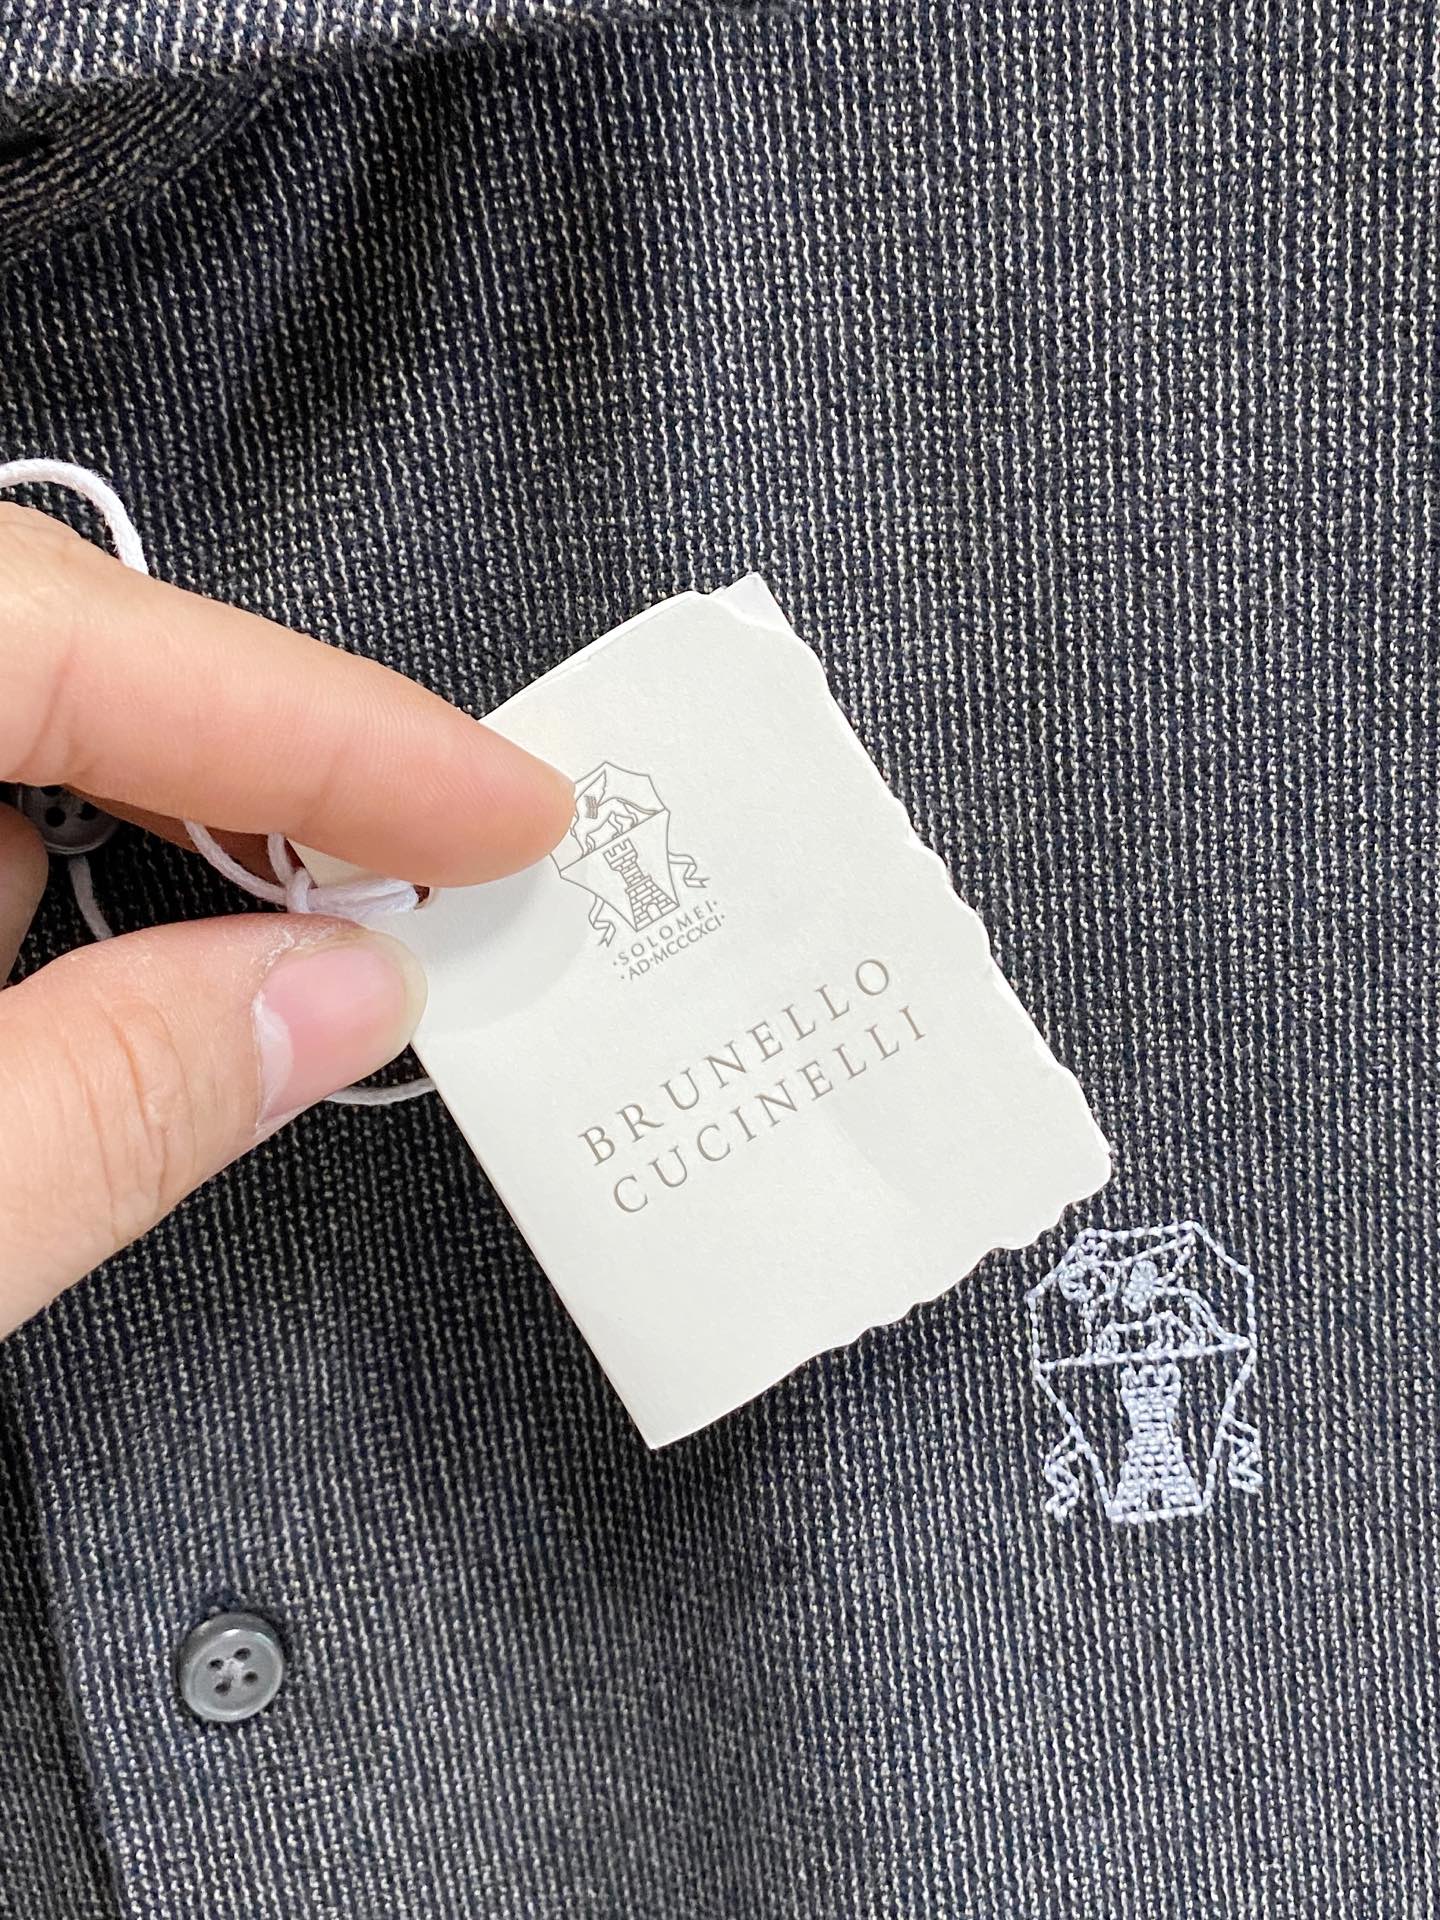 ·SOLOMEI·
·AD·MCCCXCI·
BRUNELLO
CUCINELLI